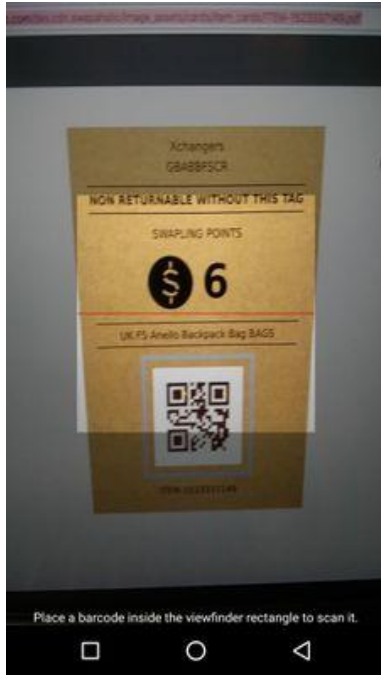 Xchangers
GBABBFSCR
NON RETURNABLE WITHOUT THIS TAG
SWAPLING POINTS
$ 6
UK.FS Anello Backpack Bag BAGS
Place a barcode inside the viewfinder rectangle to scan it.